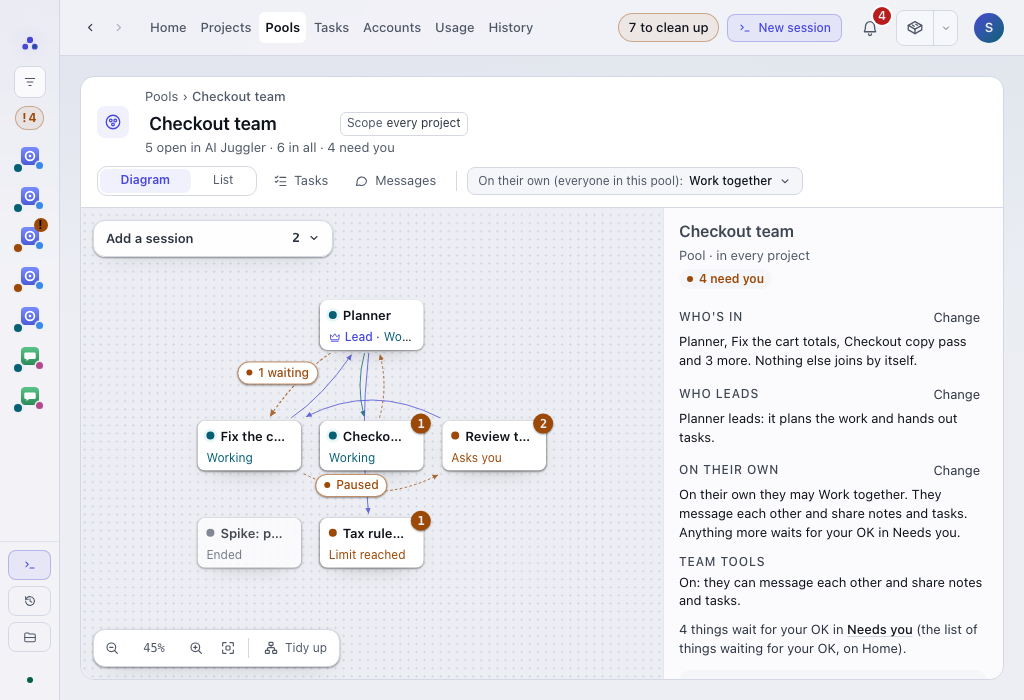 Home Projects Pools Tasks Accounts Usage History
7 to clean up
>_ New session
4
S
! 4
!
Pools › Checkout team
Checkout team
Scope every project
5 open in AI Juggler · 6 in all · 4 need you
Diagram List Tasks Messages
On their own (everyone in this pool): Work together
Add a session 2
Planner
Lead · Wo...
1 waiting
Fix the c...
Working
Checko...
Working
1
Review t...
Asks you
2
Paused
Spike: p...
Ended
Tax rule...
Limit reached
1
45%
Tidy up
Checkout team
Pool · in every project
4 need you
WHO'S IN Change
Planner, Fix the cart totals, Checkout copy pass
and 3 more. Nothing else joins by itself.
WHO LEADS Change
Planner leads: it plans the work and hands out
tasks.
ON THEIR OWN Change
On their own they may Work together. They
message each other and share notes and tasks.
Anything more waits for your OK in Needs you.
TEAM TOOLS
On: they can message each other and share notes
and tasks.
4 things wait for your OK in Needs you (the list of
things waiting for your OK, on Home).